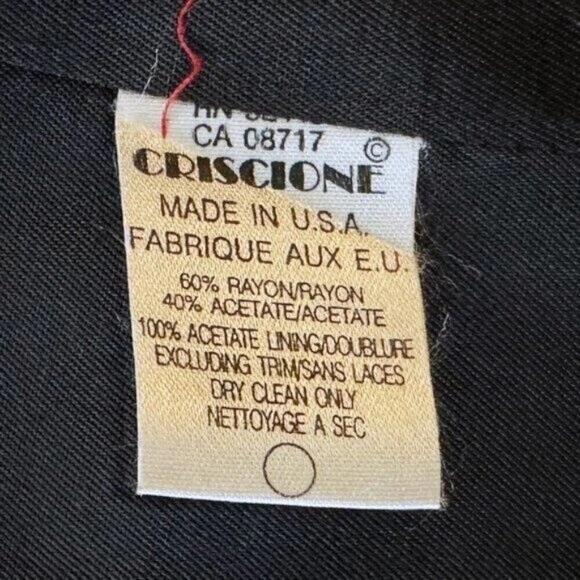 CA 08717 ©
CRISCIONE
MADE IN U.S.A.
FABRIQUE AUX E.U.
60% RAYON/RAYON
40% ACETATE/ACETATE
100% ACETATE LINING/DOUBLURE
EXCLUDING TRIM/SANS LACES
DRY CLEAN ONLY
NETTOYAGE A SEC